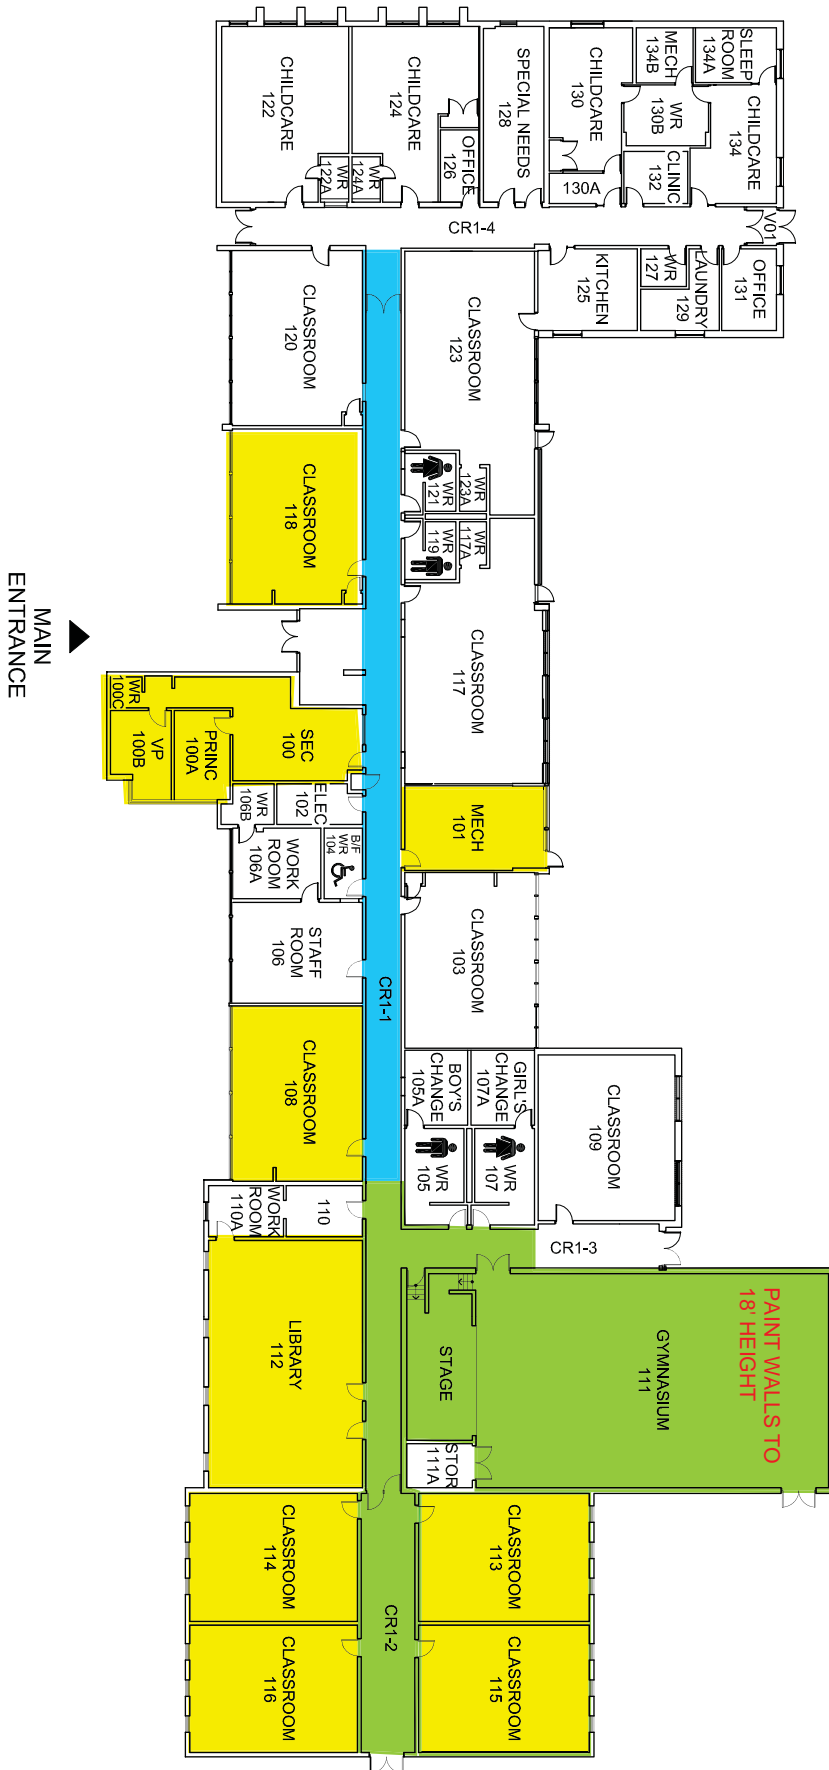 SLEEP
ROOM
134A
MECH
134B
CHILDCARE
134
WR
130B
CHILDCARE
130
SPECIAL NEEDS
128
CHILDCARE
124
CHILDCARE
122
CLINIC
132
130A
OFFICE
126
WR
124A
WR
122A
V01
CR1-4
OFFICE
131
LAUNDRY
129
WR
127
KITCHEN
125
CLASSROOM
123
CLASSROOM
120
WR
123A
WR
121
CLASSROOM
118
WR
117A
WR
119
CLASSROOM
117
MAIN
ENTRANCE
WR
100C
VP
100B
PRINC
100A
SEC
100
MECH
101
ELEC
102
WR
106B
B/F
WR
104
WORK
ROOM
106A
STAFF
ROOM
106
CLASSROOM
103
CR1-1
CLASSROOM
108
GIRL'S
CHANGE
107A
BOY'S
CHANGE
105A
CLASSROOM
109
WR
107
WR
105
110
WORK
ROOM
110A
CR1-3
LIBRARY
112
STAGE
GYMNASIUM
111
PAINT WALLS TO
18' HEIGHT
STOR
111A
CLASSROOM
113
CLASSROOM
114
CR1-2
CLASSROOM
115
CLASSROOM
116